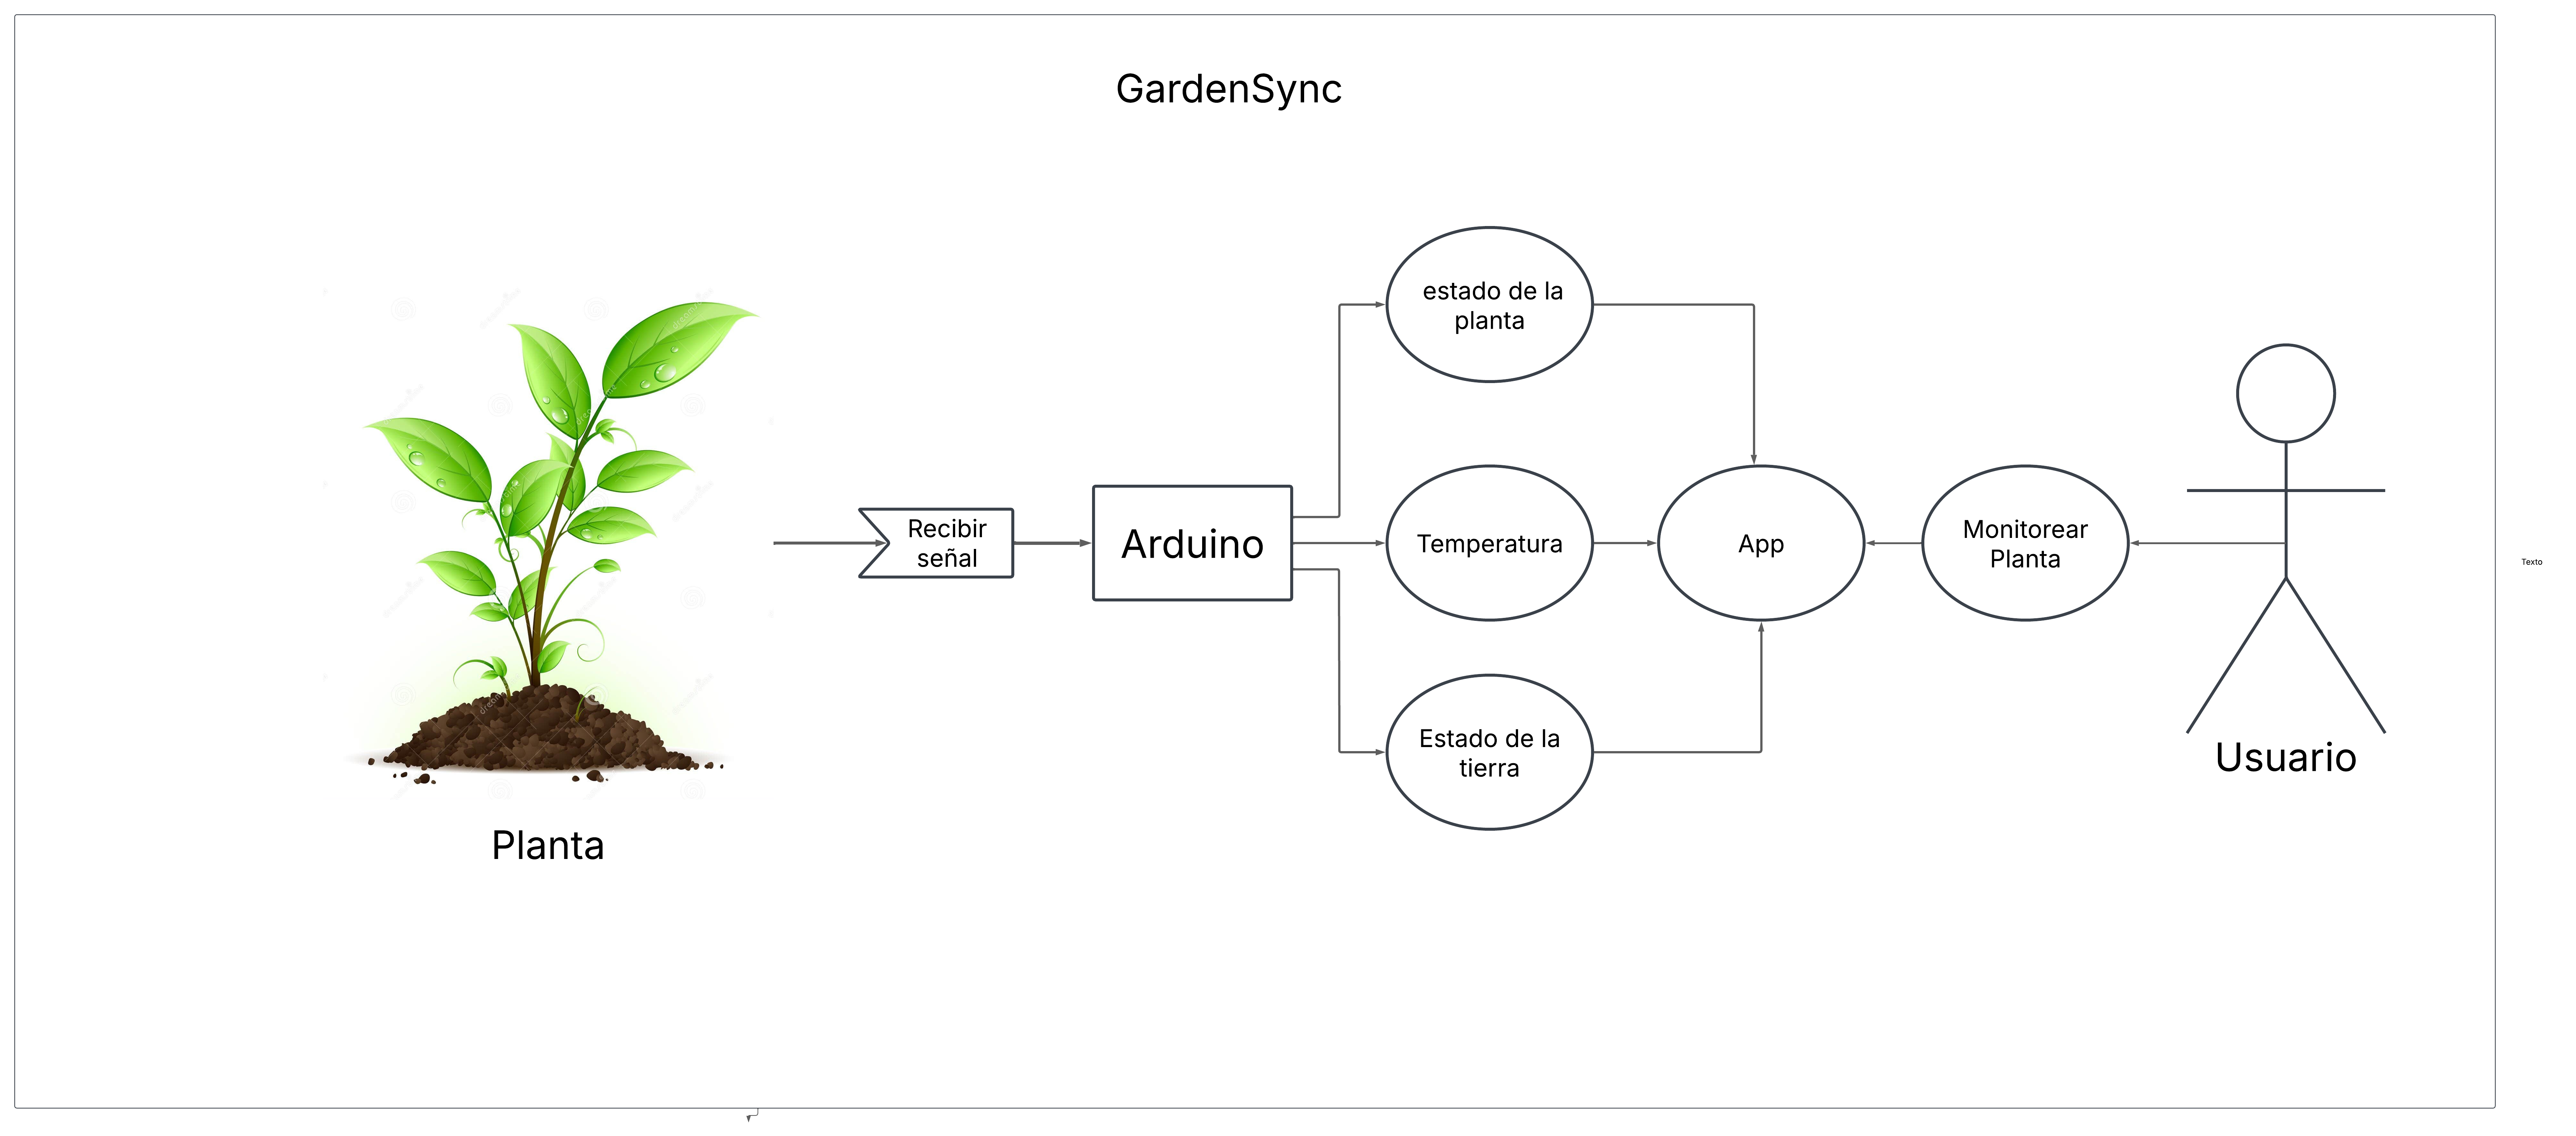 GardenSync
estado de la
planta
Recibir
señal
Arduino
Temperatura
App
Monitorear
Planta
Texto
Estado de la
tierra
Usuario
Planta